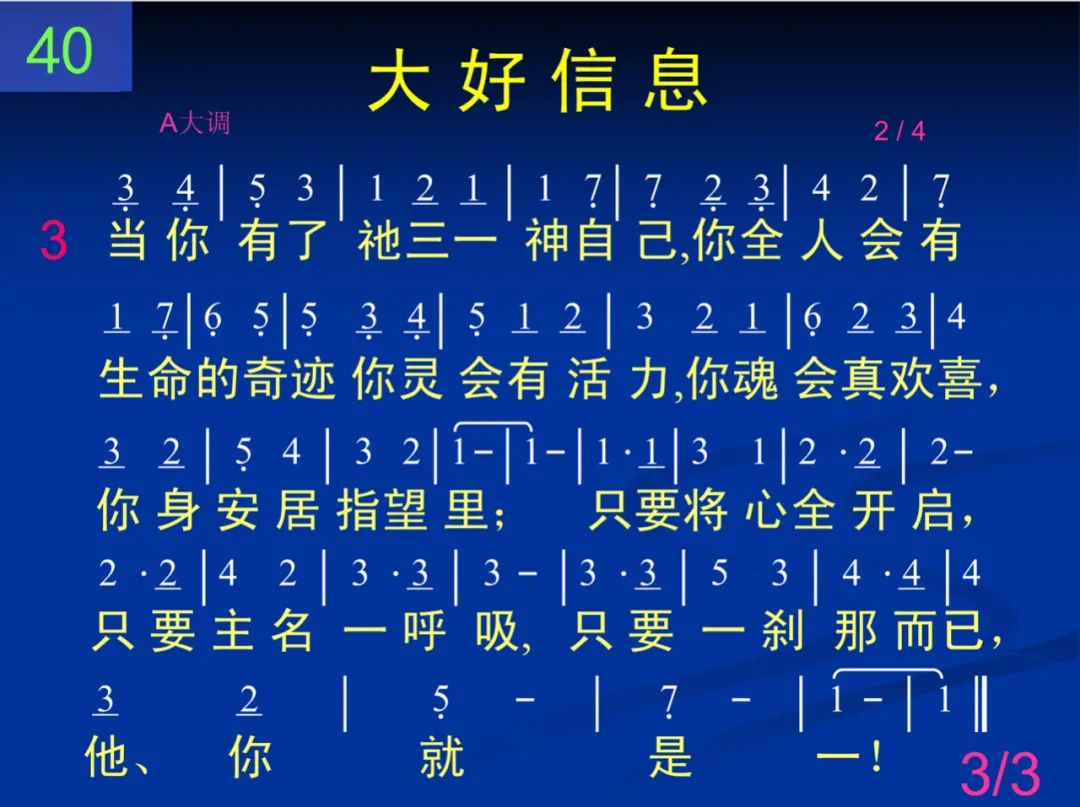 40
大好信息
A大调
2 / 4
3 4 | 5 3 | 1 2 1 | 1 7 | 7 2 3 | 4 2 | 7
3 当你有了祂三一神自己,你全人会有
1 7 | 6 5 | 5 3 4 | 5 1 2 | 3 2 1 | 6 2 3 | 4
生命的奇迹你灵会有活力,你魂会真欢喜，
3 2 | 5 4 | 3 2 | 1- | 1- | 1·1 | 3 1 | 2·2 | 2-
你身安居指望里；只要将心全开启，
2·2 | 4 2 | 3·3 | 3- | 3·3 | 5 3 | 4·4 | 4
只要主名一呼吸，只要一刹那而已，
3 2 | 5 - | 7 - | 1 - | 1 ‖
他、你就是一！
3/3